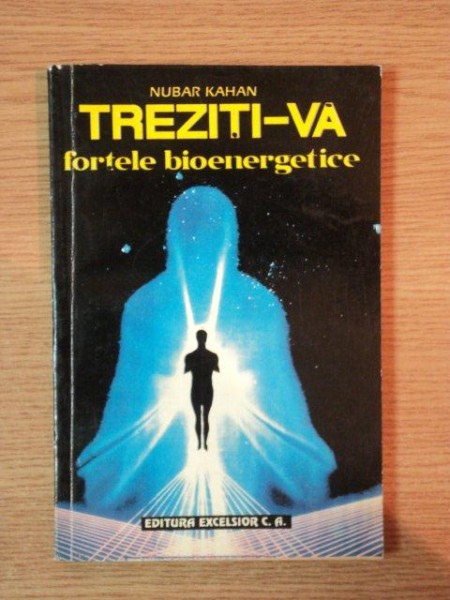 NUBAR KAHAN
TREZIȚI-VĂ
forțele bioenergetice
EDITURA EXCELSIOR C. A.